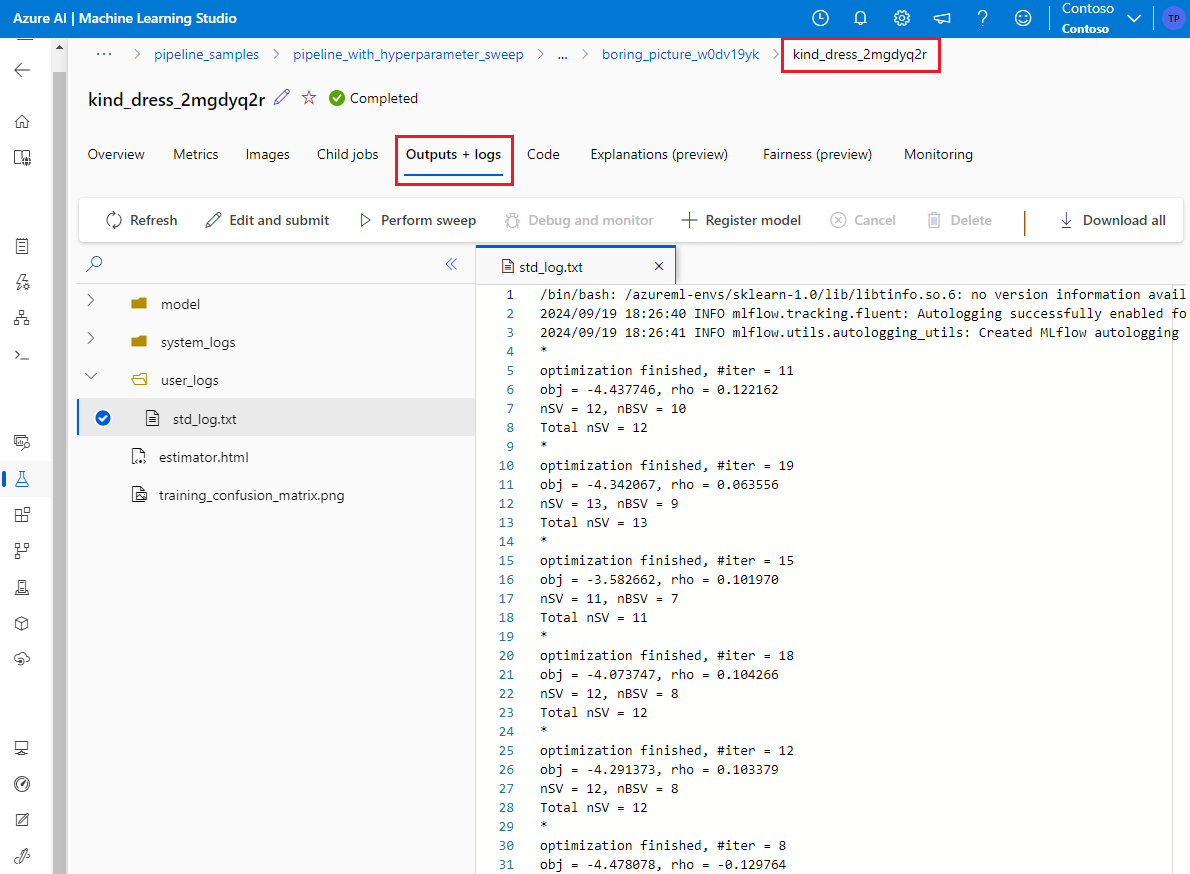 Azure AI | Machine Learning Studio
Contoso
Contoso
TP
... pipeline_samples pipeline_with_hyperparameter_sweep ... boring_picture_w0dv19yk kind_dress_2mgdyq2r
kind_dress_2mgdyq2r Completed
Overview Metrics Images Child jobs Outputs + logs Code Explanations (preview) Fairness (preview) Monitoring
Refresh Edit and submit Perform sweep Debug and monitor Register model Cancel Delete Download all
model
system_logs
user_logs
std_log.txt
estimator.html
training_confusion_matrix.png
std_log.txt
1 /bin/bash: /azureml-envs/sklearn-1.0/lib/libtinfo.so.6: no version information avail
2 2024/09/19 18:26:40 INFO mlflow.tracking.fluent: Autologging successfully enabled fo
3 2024/09/19 18:26:41 INFO mlflow.utils.autologging_utils: Created MLflow autologging
4 *
5 optimization finished, #iter = 11
6 obj = -4.437746, rho = 0.122162
7 nSV = 12, nBSV = 10
8 Total nSV = 12
9 *
10 optimization finished, #iter = 19
11 obj = -4.342067, rho = 0.063556
12 nSV = 13, nBSV = 9
13 Total nSV = 13
14 *
15 optimization finished, #iter = 15
16 obj = -3.582662, rho = 0.101970
17 nSV = 11, nBSV = 7
18 Total nSV = 11
19 *
20 optimization finished, #iter = 18
21 obj = -4.073747, rho = 0.104266
22 nSV = 12, nBSV = 8
23 Total nSV = 12
24 *
25 optimization finished, #iter = 12
26 obj = -4.291373, rho = 0.103379
27 nSV = 12, nBSV = 8
28 Total nSV = 12
29 *
30 optimization finished, #iter = 8
31 obj = -4.478078, rho = -0.129764